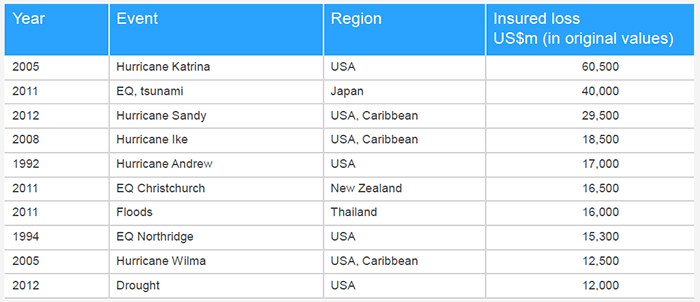 Year Event Region Insured loss
US$m (in original values)
2005 Hurricane Katrina USA 60,500
2011 EQ, tsunami Japan 40,000
2012 Hurricane Sandy USA, Caribbean 29,500
2008 Hurricane Ike USA, Caribbean 18,500
1992 Hurricane Andrew USA 17,000
2011 EQ Christchurch New Zealand 16,500
2011 Floods Thailand 16,000
1994 EQ Northridge USA 15,300
2005 Hurricane Wilma USA, Caribbean 12,500
2012 Drought USA 12,000